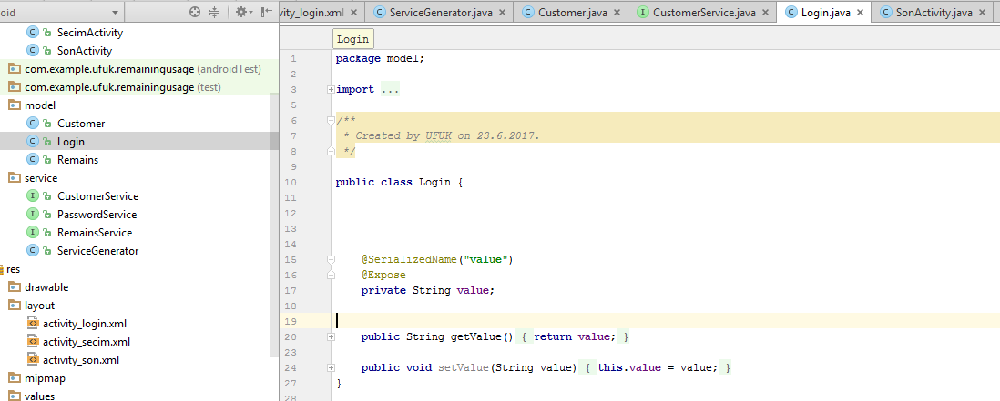 oid
SecimActivity
SonActivity
com.example.ufuk.remainingusage (androidTest)
com.example.ufuk.remainingusage (test)
model
Customer
Login
Remains
service
CustomerService
PasswordService
RemainsService
ServiceGenerator
res
drawable
layout
activity_login.xml
activity_secim.xml
activity_son.xml
mipmap
values
vity_login.xml ServiceGenerator.java Customer.java CustomerService.java Login.java SonActivity.java
Login
1 package model;
2
3 import ...
5
6 /**
7 * Created by UFUK on 23.6.2017.
8 */
9
10 public class Login {
11
12
13
14
15 @SerializedName("value")
16 @Expose
17 private String value;
18
19
20 public String getValue() { return value; }
23
24 public void setValue(String value) { this.value = value; }
27 }
28